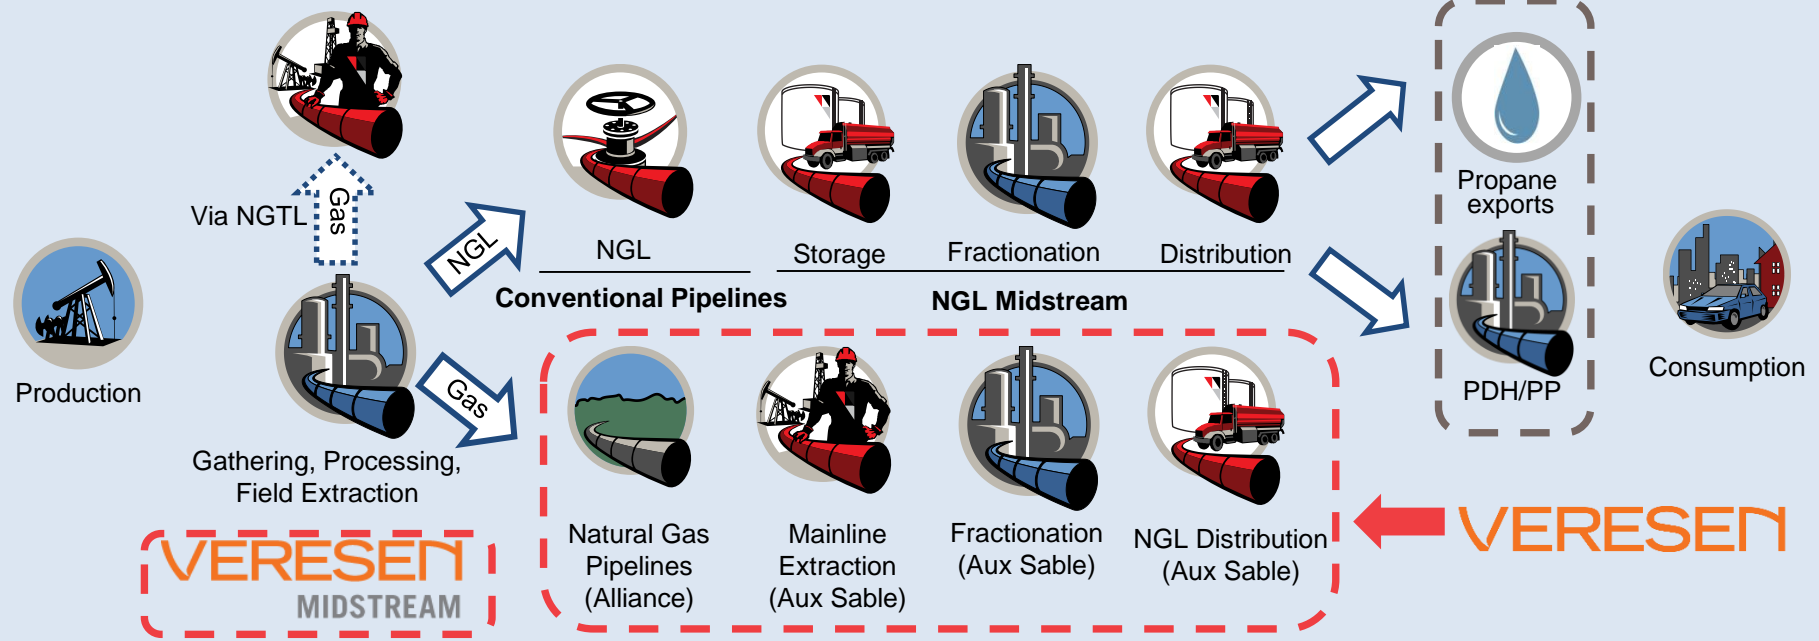 Via NGTL
Gas
NGL
Gas
Production
Gathering, Processing,
Field Extraction
VERESEN
MIDSTREAM
NGL
Conventional Pipelines
Storage
Fractionation
Distribution
NGL Midstream
Natural Gas
Pipelines
(Alliance)
Mainline
Extraction
(Aux Sable)
Fractionation
(Aux Sable)
NGL Distribution
(Aux Sable)
Propane
exports
PDH/PP
Consumption
VERESEN